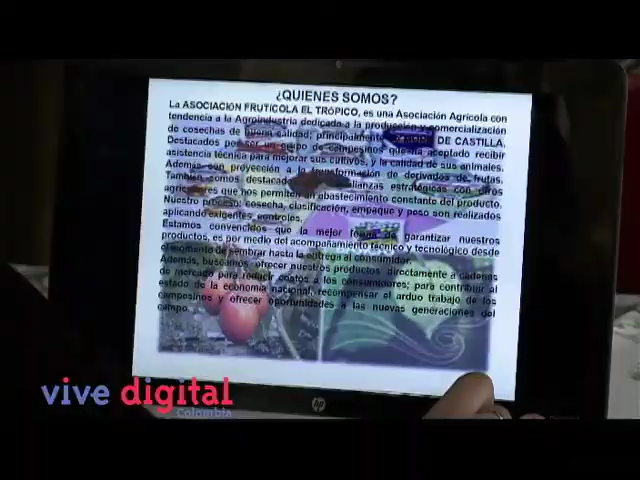 ¿QUIENES SOMOS?
La ASOCIACIÓN FRUTÍCOLA EL TRÓPICO, es una Asociación Agrícola con
tendencia a la Agroindustria dedicada a la producción y comercialización
de cosechas de buena calidad; principalmente MORA DE CASTILLA.
Destacados por ser un grupo de campesinos que ha aceptado recibir
asistencia técnica para mejorar sus cultivos, y la calidad de sus animales.
Además con proyección a la transformación de derivados de frutas.
También somos destacados alianzas estratégicas con otros
agricultores que nos permiten un abastecimiento constante del producto.
Nuestro proceso: cosecha, clasificación, empaque y peso son realizados
aplicando exigentes controles.
Estamos convencidos que la mejor forma de garantizar nuestros
productos, es por medio del acompañamiento técnico y tecnológico desde
el momento de sembrar hasta la entrega al consumidor.
Además, buscamos ofrecer nuestros productos directamente a cadenas
de mercado para reducir costos a los consumidores; para contribuir al
estado de la economía nacional, recompensar el arduo trabajo de los
campesinos y ofrecer oportunidades a las nuevas generaciones del
campo.
vive digital
Colombia
hp